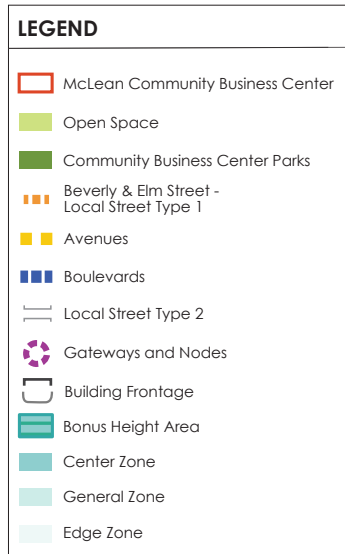 LEGEND
McLean Community Business Center
Open Space
Community Business Center Parks
Beverly & Elm Street -
Local Street Type 1
Avenues
Boulevards
Local Street Type 2
Gateways and Nodes
Building Frontage
Bonus Height Area
Center Zone
General Zone
Edge Zone